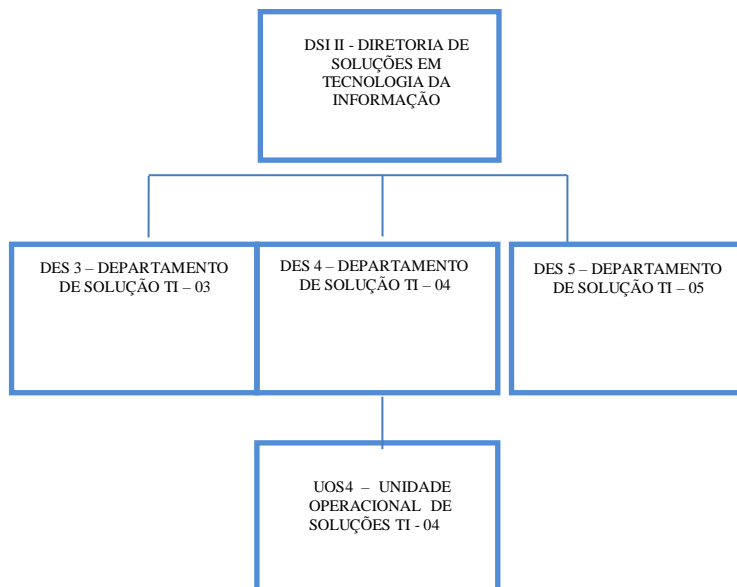 DSI II - DIRETORIA DE
SOLUÇÕES EM
TECNOLOGIA DA
INFORMAÇÃO
DES 3 – DEPARTAMENTO
DE SOLUÇÃO TI – 03
DES 4 – DEPARTAMENTO
DE SOLUÇÃO TI – 04
DES 5 – DEPARTAMENTO
DE SOLUÇÃO TI – 05
UOS4 – UNIDADE
OPERACIONAL DE
SOLUÇÕES TI - 04